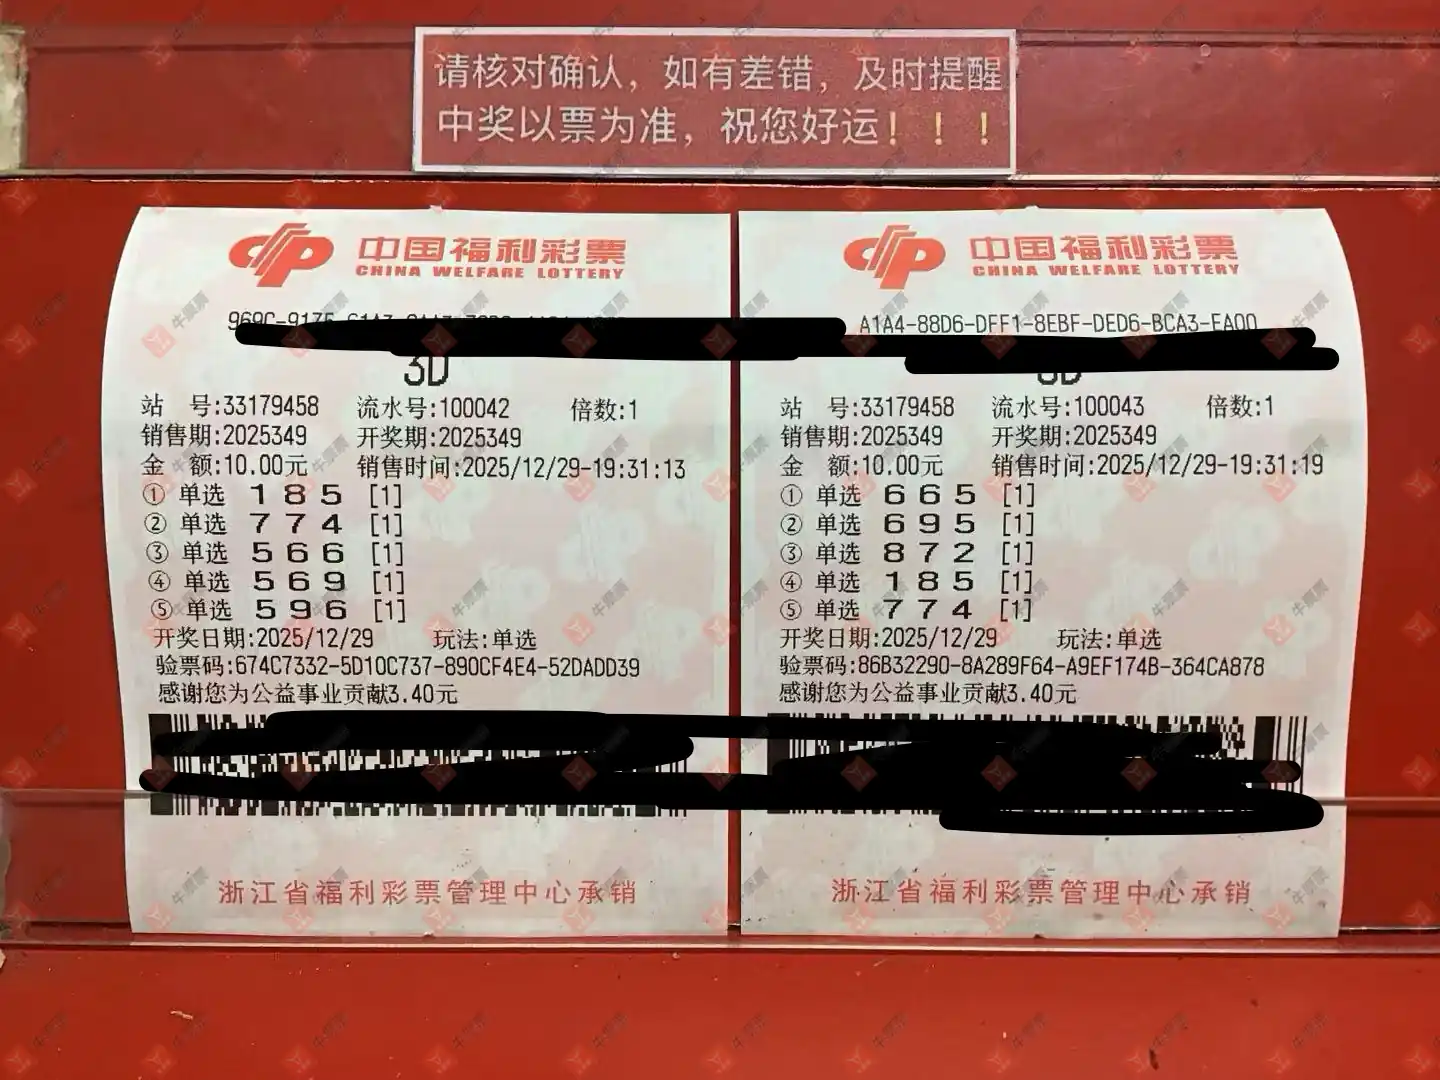 请核对确认，如有差错，及时提醒
中奖以票为准，祝您好运！！！
中国福利彩票
CHINA WELFARE LOTTERY
3D
站 号:33179458 流水号:100042 倍数:1
销售期:2025349 开奖期:2025349
金 额:10.00元 销售时间:2025/12/29-19:31:13
① 单选 1 8 5 [1]
② 单选 7 7 4 [1]
③ 单选 5 6 6 [1]
④ 单选 5 6 9 [1]
⑤ 单选 5 9 6 [1]
开奖日期:2025/12/29 玩法:单选
验票码:674C7332-5D10C737-890CF4E4-52DADD39
感谢您为公益事业贡献3.40元
浙江省福利彩票管理中心承销
中国福利彩票
CHINA WELFARE LOTTERY
A1A4-88D6-DFF1-8EBF-DED6-BCA3-EA00
站 号:33179458 流水号:100043 倍数:1
销售期:2025349 开奖期:2025349
金 额:10.00元 销售时间:2025/12/29-19:31:19
① 单选 6 6 5 [1]
② 单选 6 9 5 [1]
③ 单选 8 7 2 [1]
④ 单选 1 8 5 [1]
⑤ 单选 7 7 4 [1]
开奖日期:2025/12/29 玩法:单选
验票码:86B32290-8A289F64-A9EF174B-364CA878
感谢您为公益事业贡献3.40元
浙江省福利彩票管理中心承销